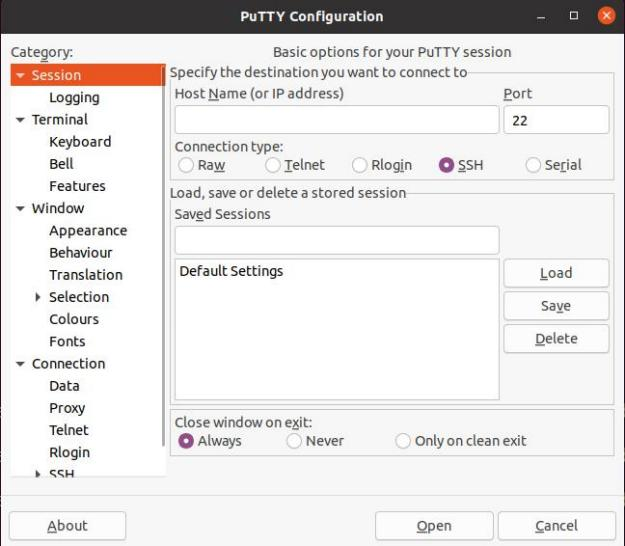 PuTTY Configuration
Category:
Session
Logging
Terminal
Keyboard
Bell
Features
Window
Appearance
Behaviour
Translation
Selection
Colours
Fonts
Connection
Data
Proxy
Telnet
Rlogin
SSH
Basic options for your PuTTY session
Specify the destination you want to connect to
Host Name (or IP address) Port
22
Connection type:
Raw Telnet Rlogin SSH Serial
Load, save or delete a stored session
Saved Sessions
Default Settings
Load
Save
Delete
Close window on exit:
Always Never Only on clean exit
About Open Cancel